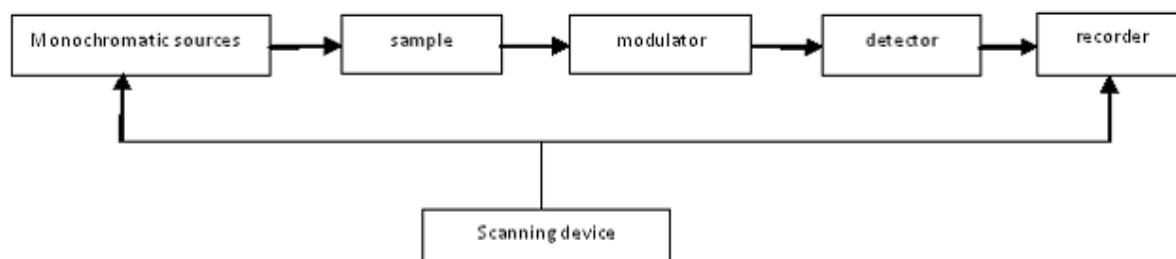 Monochromatic sources
sample
modulator
detector
recorder
Scanning device